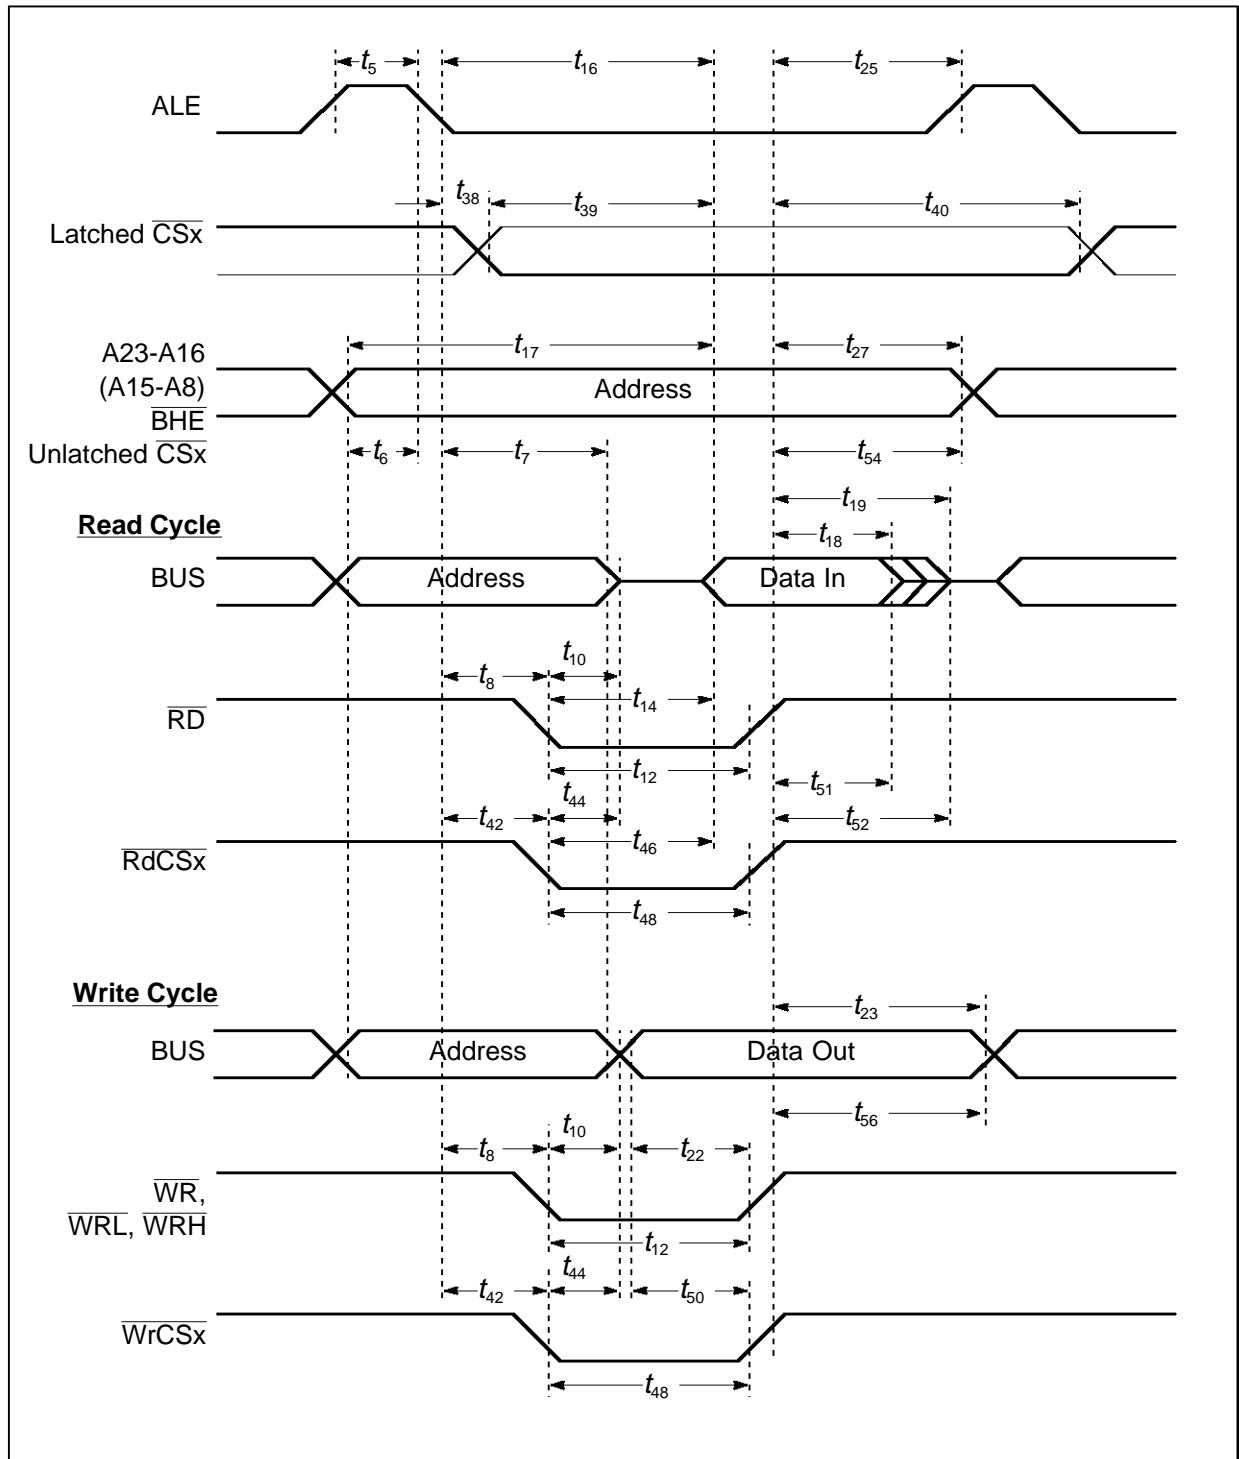 t5 t16 t25
ALE
t38 t39 t40
Latched CSx
t17 t27
A23-A16
(A15-A8)
BHE
Address
Unlatched CSx
t6 t7 t54
t19
Read Cycle
t18
BUS Address Data In
t10
t8
t14
RD
t12
t51
t44
t42 t52
t46
RdCSx
t48
Write Cycle
t23
BUS Address Data Out
t56
t10
t8 t22
WR,
WRL, WRH
t12
t44
t42 t50
WrCSx
t48